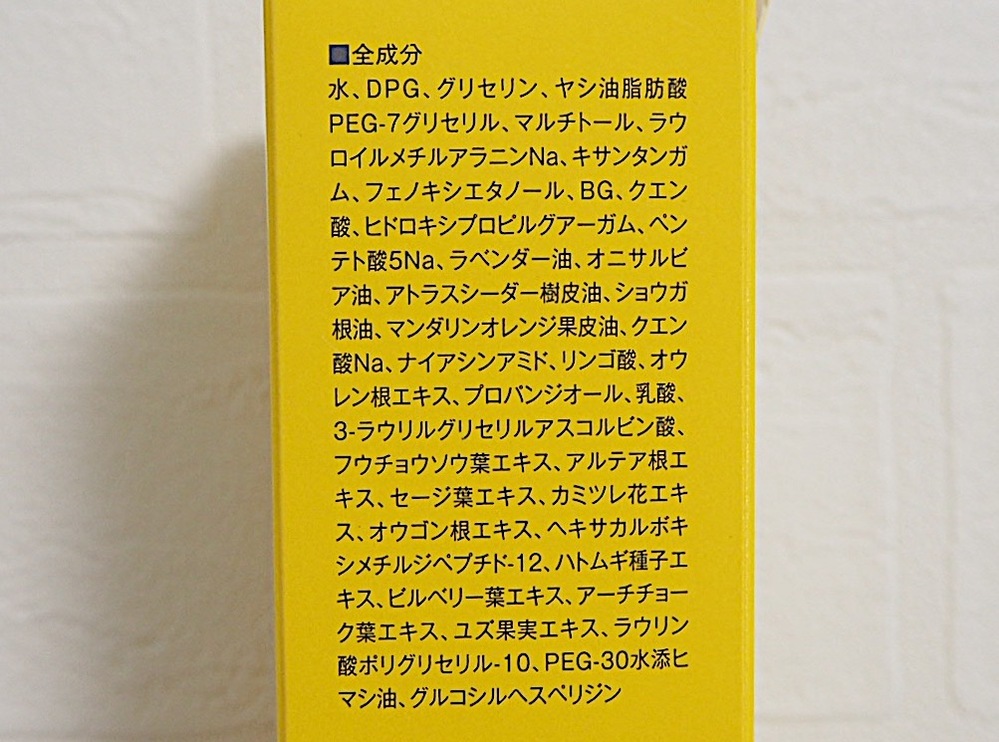 ■全成分
水、DPG、グリセリン、ヤシ油脂肪酸
PEG-7グリセリル、マルチトール、ラウ
ロイルメチルアラニンNa、キサンタンガ
ム、フェノキシエタノール、BG、クエン
酸、ヒドロキシプロピルグアーガム、ペン
テト酸5Na、ラベンダー油、オニサルビ
ア油、アトラスシーダー樹皮油、ショウガ
根油、マンダリンオレンジ果皮油、クエン
酸Na、ナイアシンアミド、リンゴ酸、オウ
レン根エキス、プロパンジオール、乳酸、
3-ラウリルグリセリルアスコルビン酸、
フウチョウソウ葉エキス、アルテア根エ
キス、セージ葉エキス、カミツレ花エキ
ス、オウゴン根エキス、ヘキサカルボキ
シメチルジペプチド-12、ハトムギ種子エ
キス、ビルベリー葉エキス、アーチチョー
ク葉エキス、ユズ果実エキス、ラウリン
酸ポリグリセリル-10、PEG-30水添ヒ
マシ油、グルコシルヘスペリジン